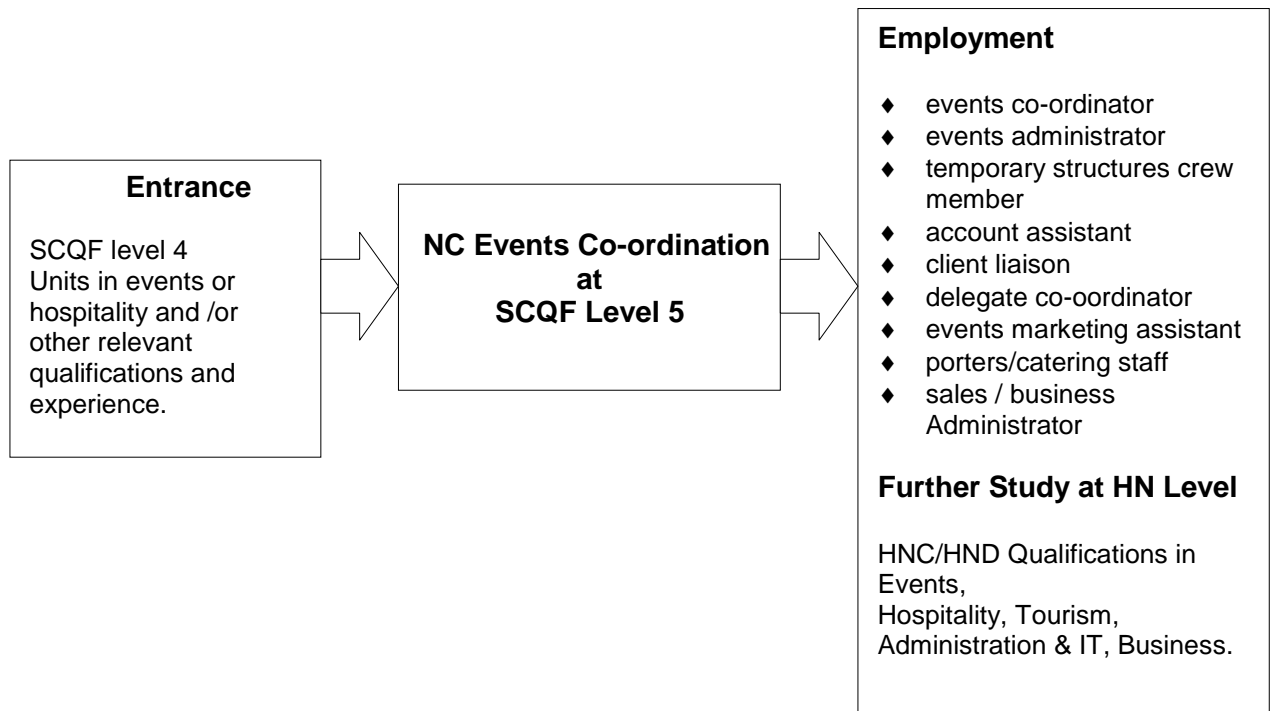 Entrance
SCQF level 4
Units in events or
hospitality and /or
other relevant
qualifications and
experience.
NC Events Co-ordination
at
SCQF Level 5
Employment
♦ events co-ordinator
♦ events administrator
♦ temporary structures crew
member
♦ account assistant
♦ client liaison
♦ delegate co-oordinator
♦ events marketing assistant
♦ porters/catering staff
♦ sales / business
Administrator
Further Study at HN Level
HNC/HND Qualifications in
Events,
Hospitality, Tourism,
Administration & IT, Business.